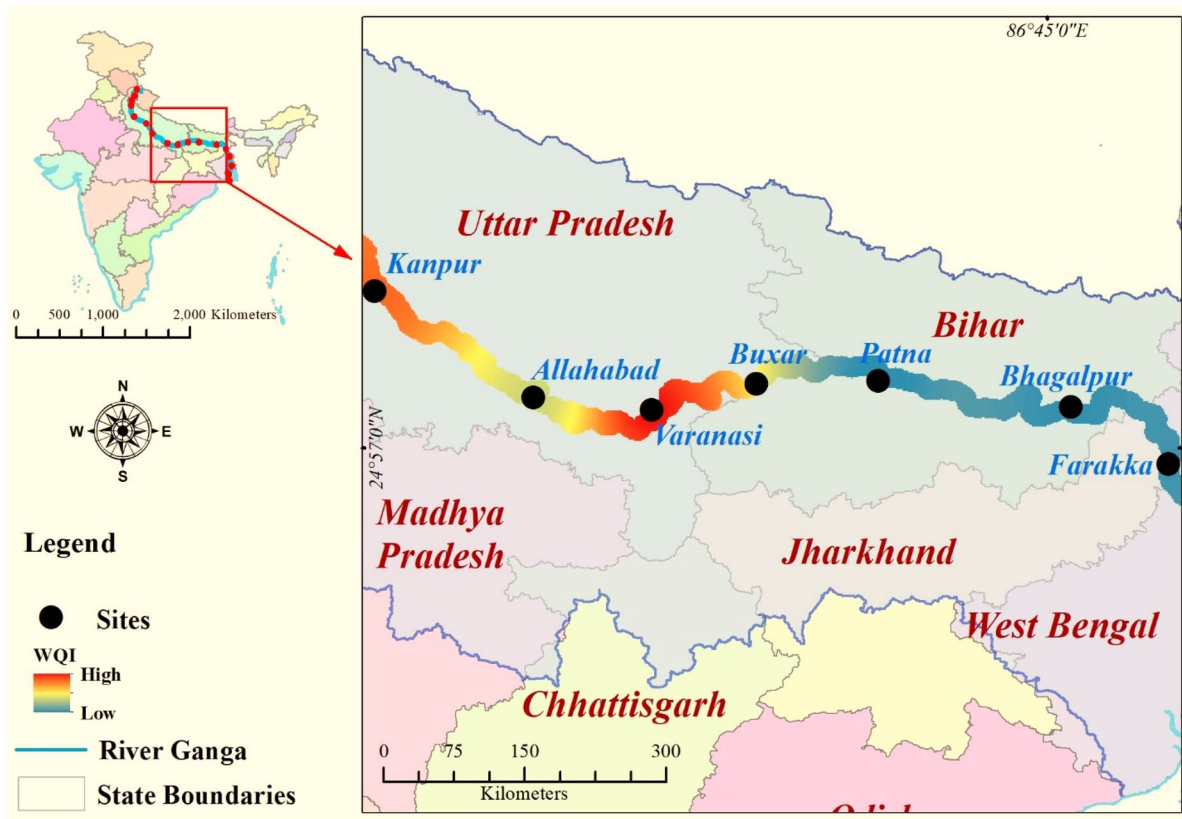 86°45'0"E
Uttar Pradesh
Kanpur
0 500 1,000 2,000 Kilometers
Bihar
Buxar
Patna
Allahabad
Bhagalpur
N
W E
S
Varanasi
24°57'0"N
Farakka
Madhya
Pradesh
Jharkhand
Legend
Sites
West Bengal
WQI
High
Low
Chhattisgarh
River Ganga
0 75 150 300
Kilometers
State Boundaries